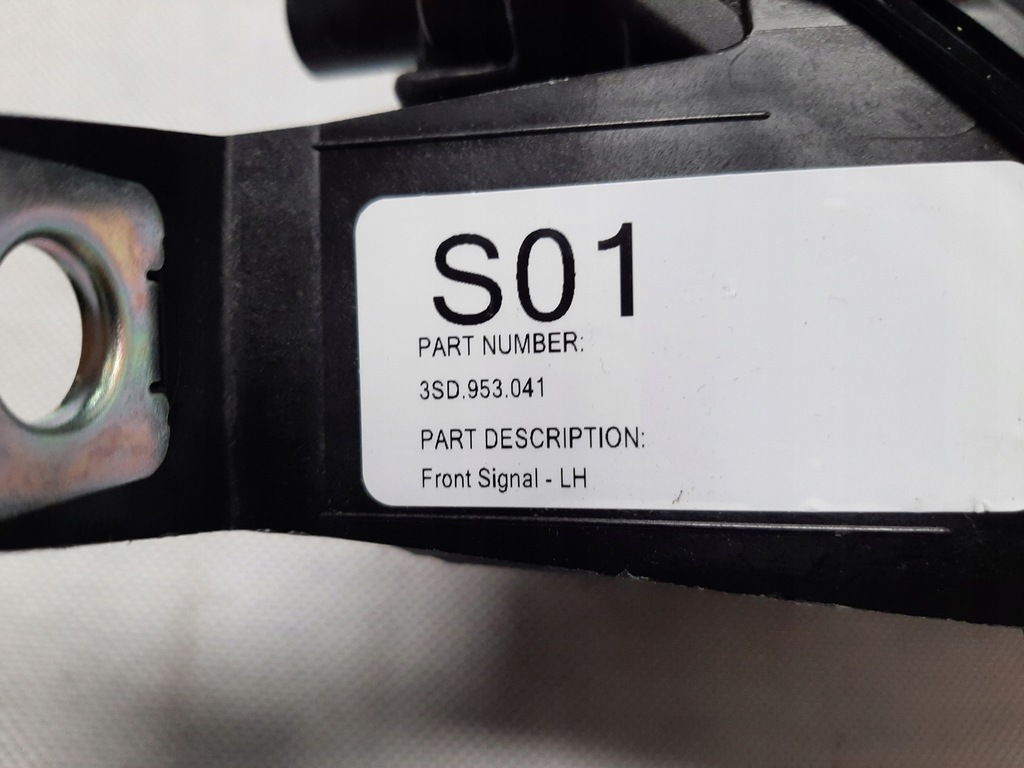 S01
PART NUMBER:
3SD.953.041
PART DESCRIPTION:
Front Signal - LH